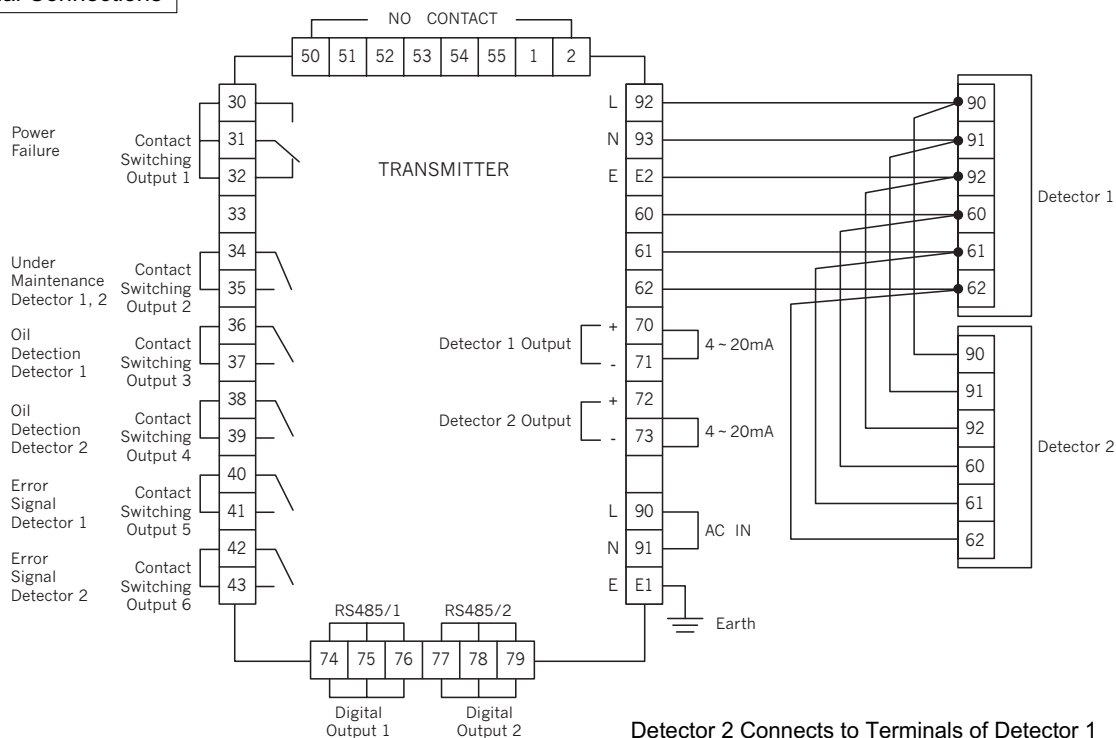 Connections
NO CONTACT
50 51 52 53 54 55 1 2
30
31
32
33
34
35
36
37
38
39
40
41
42
43
Power
Failure
Contact
Switching
Output 1
Under
Maintenance
Detector 1, 2
Contact
Switching
Output 2
Oil
Detection
Detector 1
Contact
Switching
Output 3
Oil
Detection
Detector 2
Contact
Switching
Output 4
Error
Signal
Detector 1
Contact
Switching
Output 5
Error
Signal
Detector 2
Contact
Switching
Output 6
TRANSMITTER
L 92
N 93
E E2
60
61
62
+ 70
- 71
+ 72
- 73
L 90
N 91
E E1
Detector 1 Output
4 ~ 20mA
Detector 2 Output
4 ~ 20mA
AC IN
Earth
90
91
92
60
61
62
Detector 1
90
91
92
60
61
62
Detector 2
RS485/1 RS485/2
74 75 76 77 78 79
Digital
Output 1
Digital
Output 2
Detector 2 Connects to Terminals of Detector 1